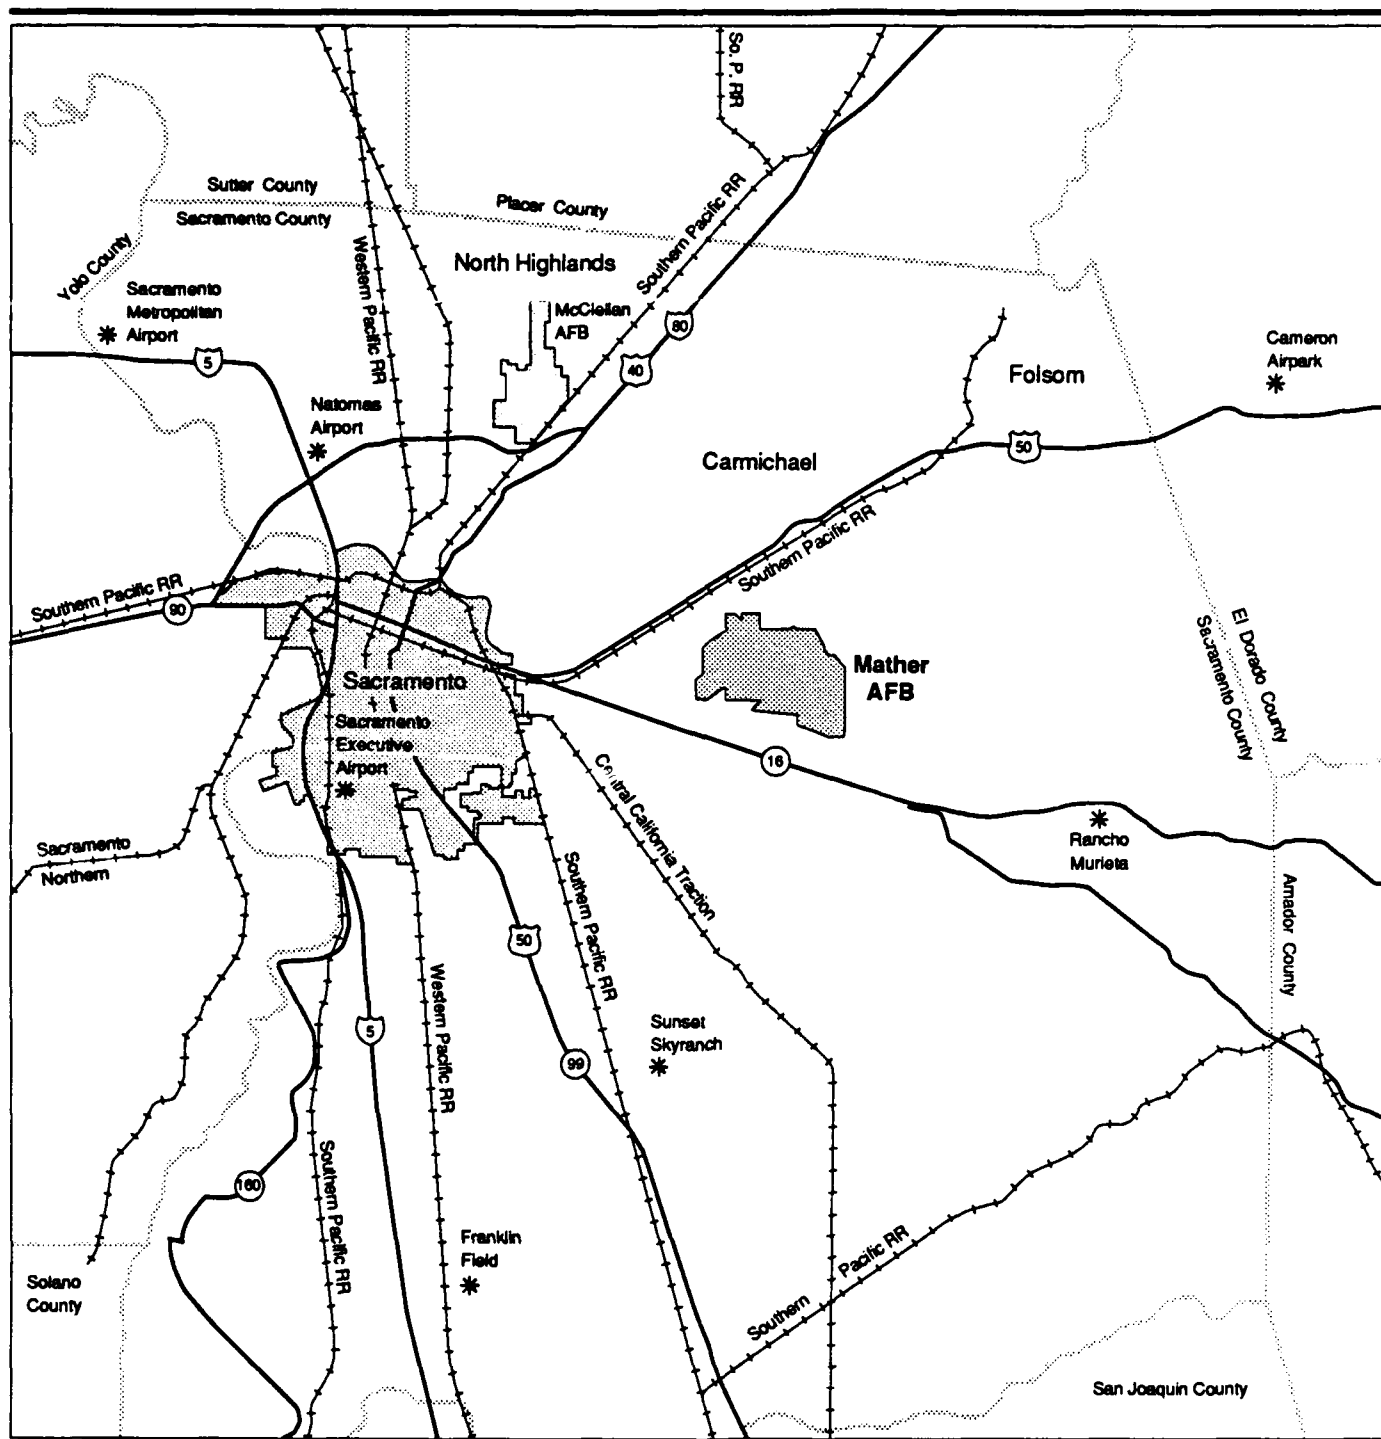 So. P. RR
Sutter County
Sacramento County
Placer County
Yolo County
Western Pacific RR
North Highlands
Southern Pacific RR
Sacramento
Metropolitan
Airport
McClellan
AFB
80
5
40
Cameron
Airpark
Folsom
Natomas
Airport
50
Carmichael
Southern Pacific RR
Southern Pacific RR
90
El Dorado County
Sacramento County
Mather
AFB
Sacramento
Sacramento
Executive
Airport
16
Central California Traction
Rancho
Murieta
Sacramento
Northern
Southern Pacific RR
Amador County
50
Western Pacific RR
5
Sunset
Skyranch
99
Southern Pacific RR
160
Franklin
Field
Southern Pacific RR
Solano
County
San Joaquin County